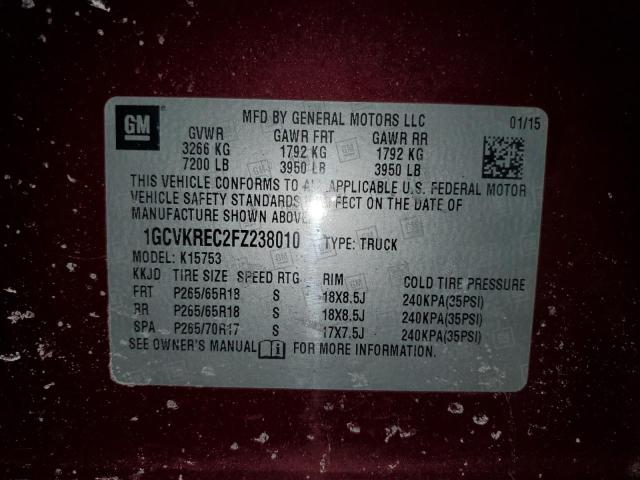 GM
MFD BY GENERAL MOTORS LLC
01/15
GVWR GAWR FRT GAWR RR
3266 KG 1792 KG 1792 KG
7200 LB 3950 LB 3950 LB
THIS VEHICLE CONFORMS TO ALL APPLICABLE U.S. FEDERAL MOTOR
VEHICLE SAFETY STANDARDS IN EFFECT ON THE DATE OF
MANUFACTURE SHOWN ABOVE
1GCVKREC2FZ238010 TYPE: TRUCK
MODEL: K15753
KKJD TIRE SIZE SPEED RTG RIM COLD TIRE PRESSURE
FRT P265/65R18 S 18X8.5J 240KPA(35PSI)
RR P265/65R18 S 18X8.5J 240KPA(35PSI)
SPA P265/70R17 S 17X7.5J 240KPA(35PSI)
SEE OWNER'S MANUAL FOR MORE INFORMATION.